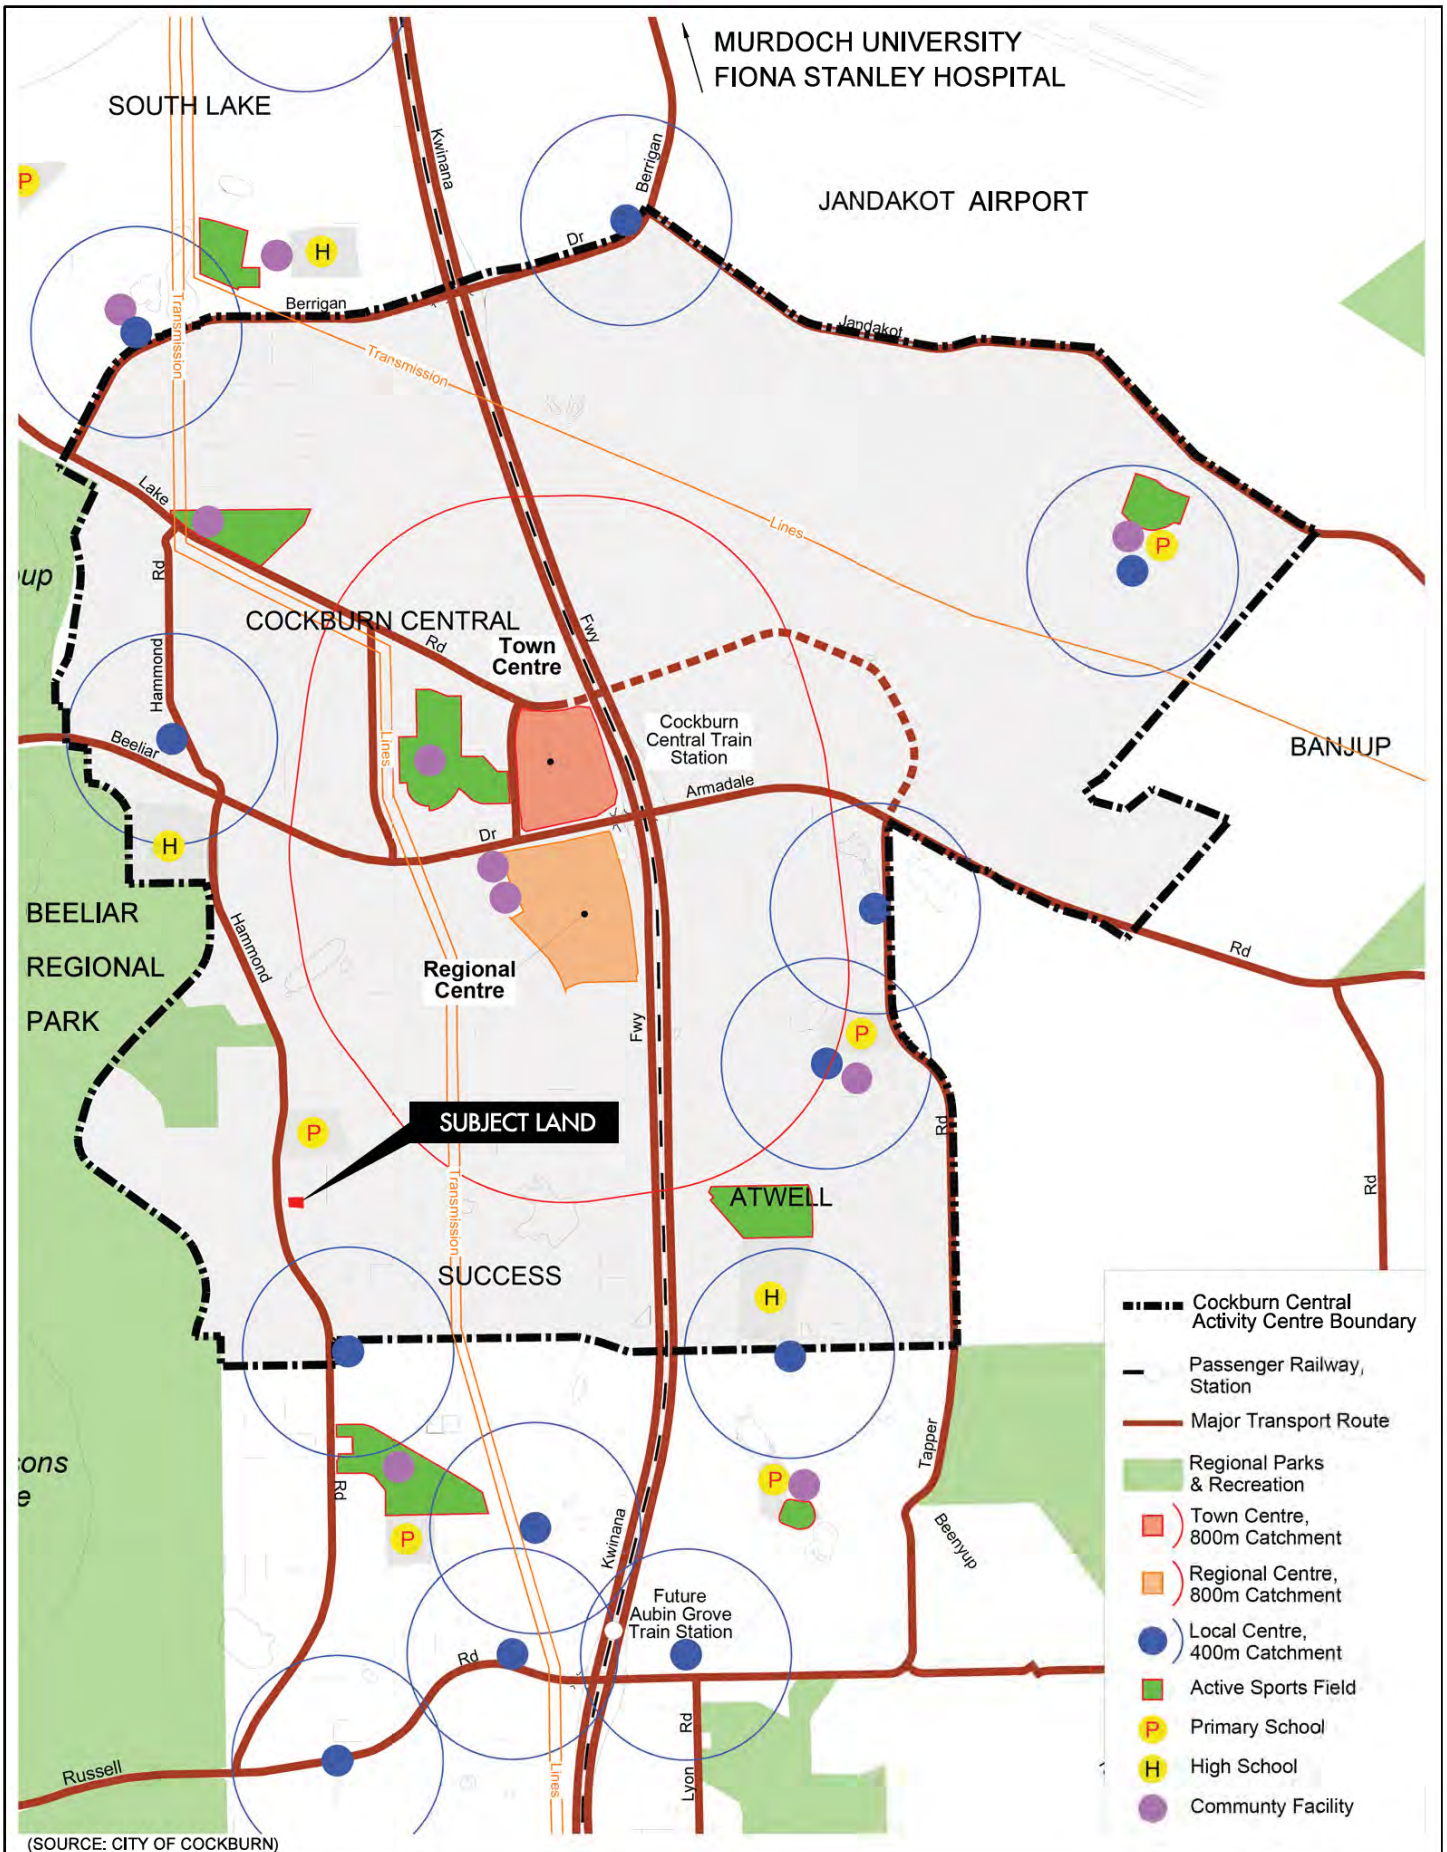 MURDOCH UNIVERSITY
FIONA STANLEY HOSPITAL
SOUTH LAKE
Kwinana
Berrigan
P
JANDAKOT AIRPORT
Dr
H
Berrigan
Transmission
Jandakot
Transmission
Lake
Lines
P
Rd
up
COCKBURN CENTRAL
Rd
Fwy
Town
Centre
Hammond
Cockburn
Central Train
Station
Beeliar
Lines
BANJUP
Armadale
Dr
H
BEELIAR
REGIONAL
PARK
Hammond
Rd
Regional
Centre
Fwy
P
SUBJECT LAND
P
Rd
Transmission
ATWELL
Rd
SUCCESS
H
Cockburn Central
Activity Centre Boundary
Passenger Railway,
Station
Major Transport Route
Tapper
ons
e
Rd
P
Regional Parks
& Recreation
Town Centre,
800m Catchment
P
Kwinana
Beenyup
Regional Centre,
800m Catchment
Future
Aubin Grove
Train Station
Local Centre,
400m Catchment
Rd
Active Sports Field
Rd
P
Primary School
Russell
Lines
Lyon
H
High School
Communty Facility
(SOURCE: CITY OF COCKBURN)